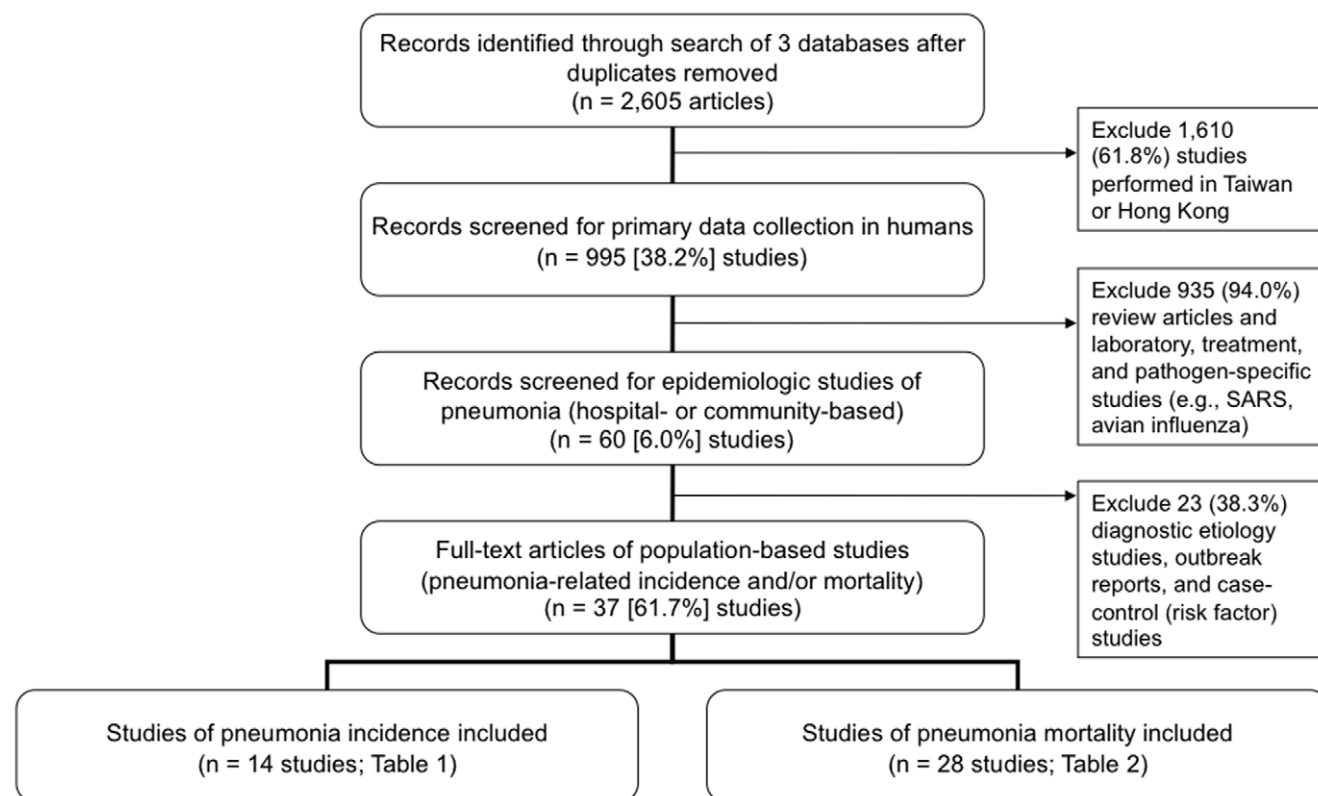 Records identified through search of 3 databases after
duplicates removed
(n = 2,605 articles)
Exclude 1,610
(61.8%) studies
performed in Taiwan
or Hong Kong
Records screened for primary data collection in humans
(n = 995 [38.2%] studies)
Exclude 935 (94.0%)
review articles and
laboratory, treatment,
and pathogen-specific
studies (e.g., SARS,
avian influenza)
Records screened for epidemiologic studies of
pneumonia (hospital- or community-based)
(n = 60 [6.0%] studies)
Exclude 23 (38.3%)
diagnostic etiology
studies, outbreak
reports, and case-
control (risk factor)
studies
Full-text articles of population-based studies
(pneumonia-related incidence and/or mortality)
(n = 37 [61.7%] studies)
Studies of pneumonia incidence included
(n = 14 studies; Table 1)
Studies of pneumonia mortality included
(n = 28 studies; Table 2)